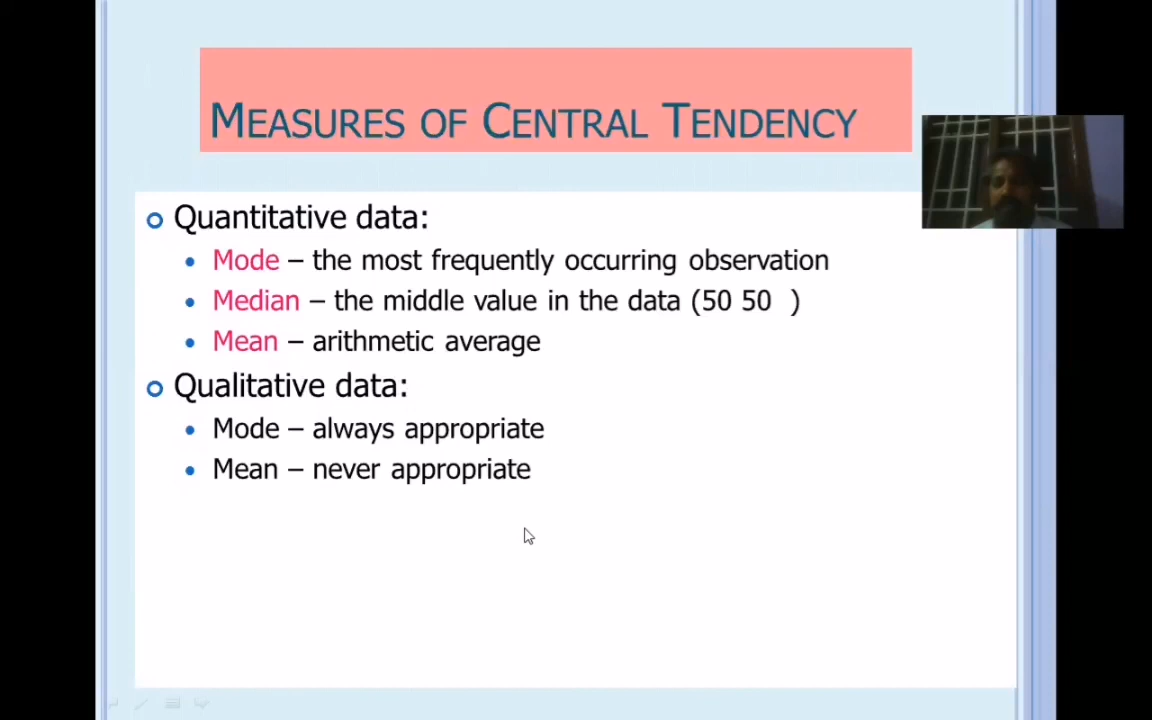 MEASURES OF CENTRAL TENDENCY
Quantitative data:
Mode – the most frequently occurring observation
Median – the middle value in the data (50 50 )
Mean – arithmetic average
Qualitative data:
Mode – always appropriate
Mean – never appropriate